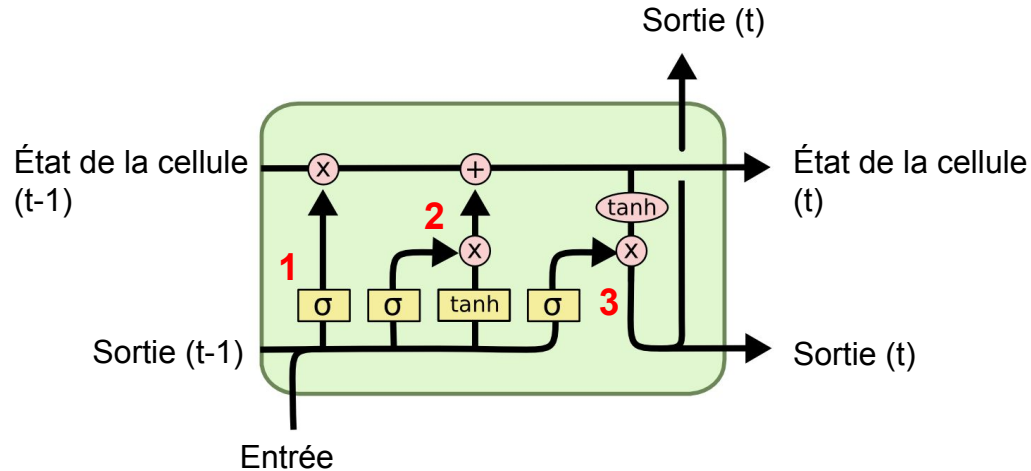 Sortie (t)
État de la cellule
(t-1)
x
+
État de la cellule
(t)
tanh
2
x
x
1
σ
σ
tanh
σ
3
Sortie (t-1)
Sortie (t)
Entrée